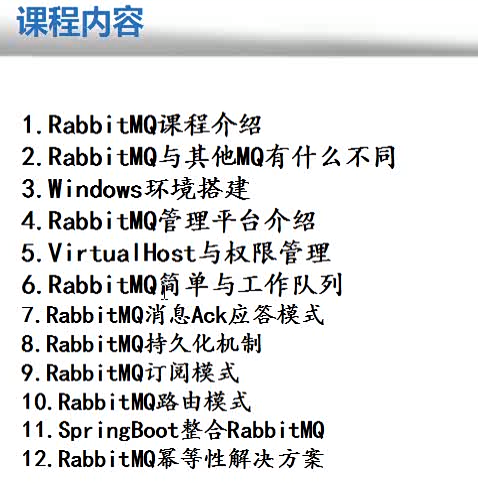 课程内容
1.RabbitMQ课程介绍
2.RabbitMQ与其他MQ有什么不同
3.Windows环境搭建
4.RabbitMQ管理平台介绍
5.VirtualHost与权限管理
6.RabbitMQ简单与工作队列
7.RabbitMQ消息Ack应答模式
8.RabbitMQ持久化机制
9.RabbitMQ订阅模式
10.RabbitMQ路由模式
11.SpringBoot整合RabbitMQ
12.RabbitMQ幂等性解决方案